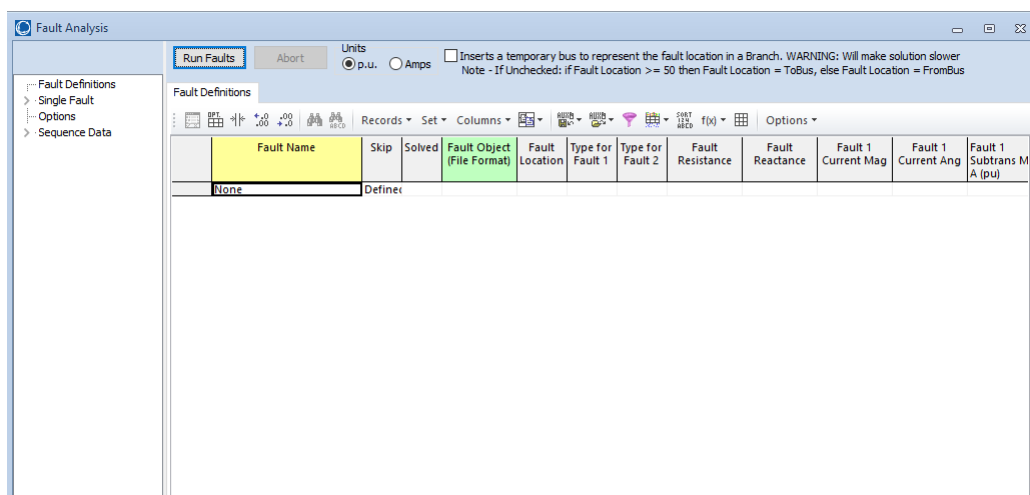 Fault Analysis
Run Faults
Abort
Units
p.u.
Amps
Inserts a temporary bus to represent the fault location in a Branch. WARNING: Will make solution slower
Note - If Unchecked: if Fault Location >= 50 then Fault Location = ToBus, else Fault Location = FromBus
Fault Definitions
Single Fault
Options
Sequence Data
Fault Definitions
Records
Set
Columns
SORT
124
ABED
f(x)
Options
Fault Name
Skip
Solved
Fault Object
(File Format)
Fault
Location
Type for
Fault 1
Type for
Fault 2
Fault
Resistance
Fault
Reactance
Fault 1
Current Mag
Fault 1
Current Ang
Fault 1
Subtrans M
A (pu)
None
Defined